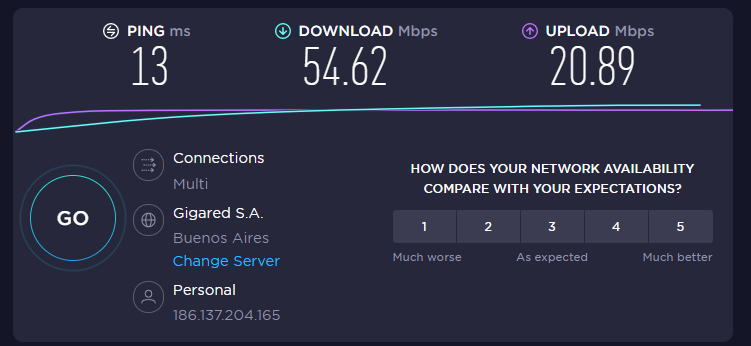 PING ms
DOWNLOAD Mbps
UPLOAD Mbps
13
54.62
20.89
GO
Connections
Multi
Gigared S.A.
Buenos Aires
Change Server
Personal
186.137.204.165
HOW DOES YOUR NETWORK AVAILABILITY
COMPARE WITH YOUR EXPECTATIONS?
1 2 3 4 5
Much worse As expected Much better